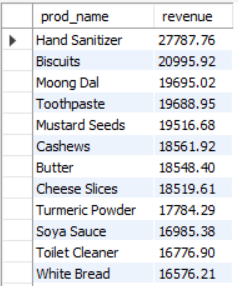 prod_name revenue
Hand Sanitizer 27787.76
Biscuits 20995.92
Moong Dal 19695.02
Toothpaste 19688.95
Mustard Seeds 19516.68
Cashews 18561.92
Butter 18548.40
Cheese Slices 18519.61
Turmeric Powder 17784.29
Soya Sauce 16985.38
Toilet Cleaner 16776.90
White Bread 16576.21